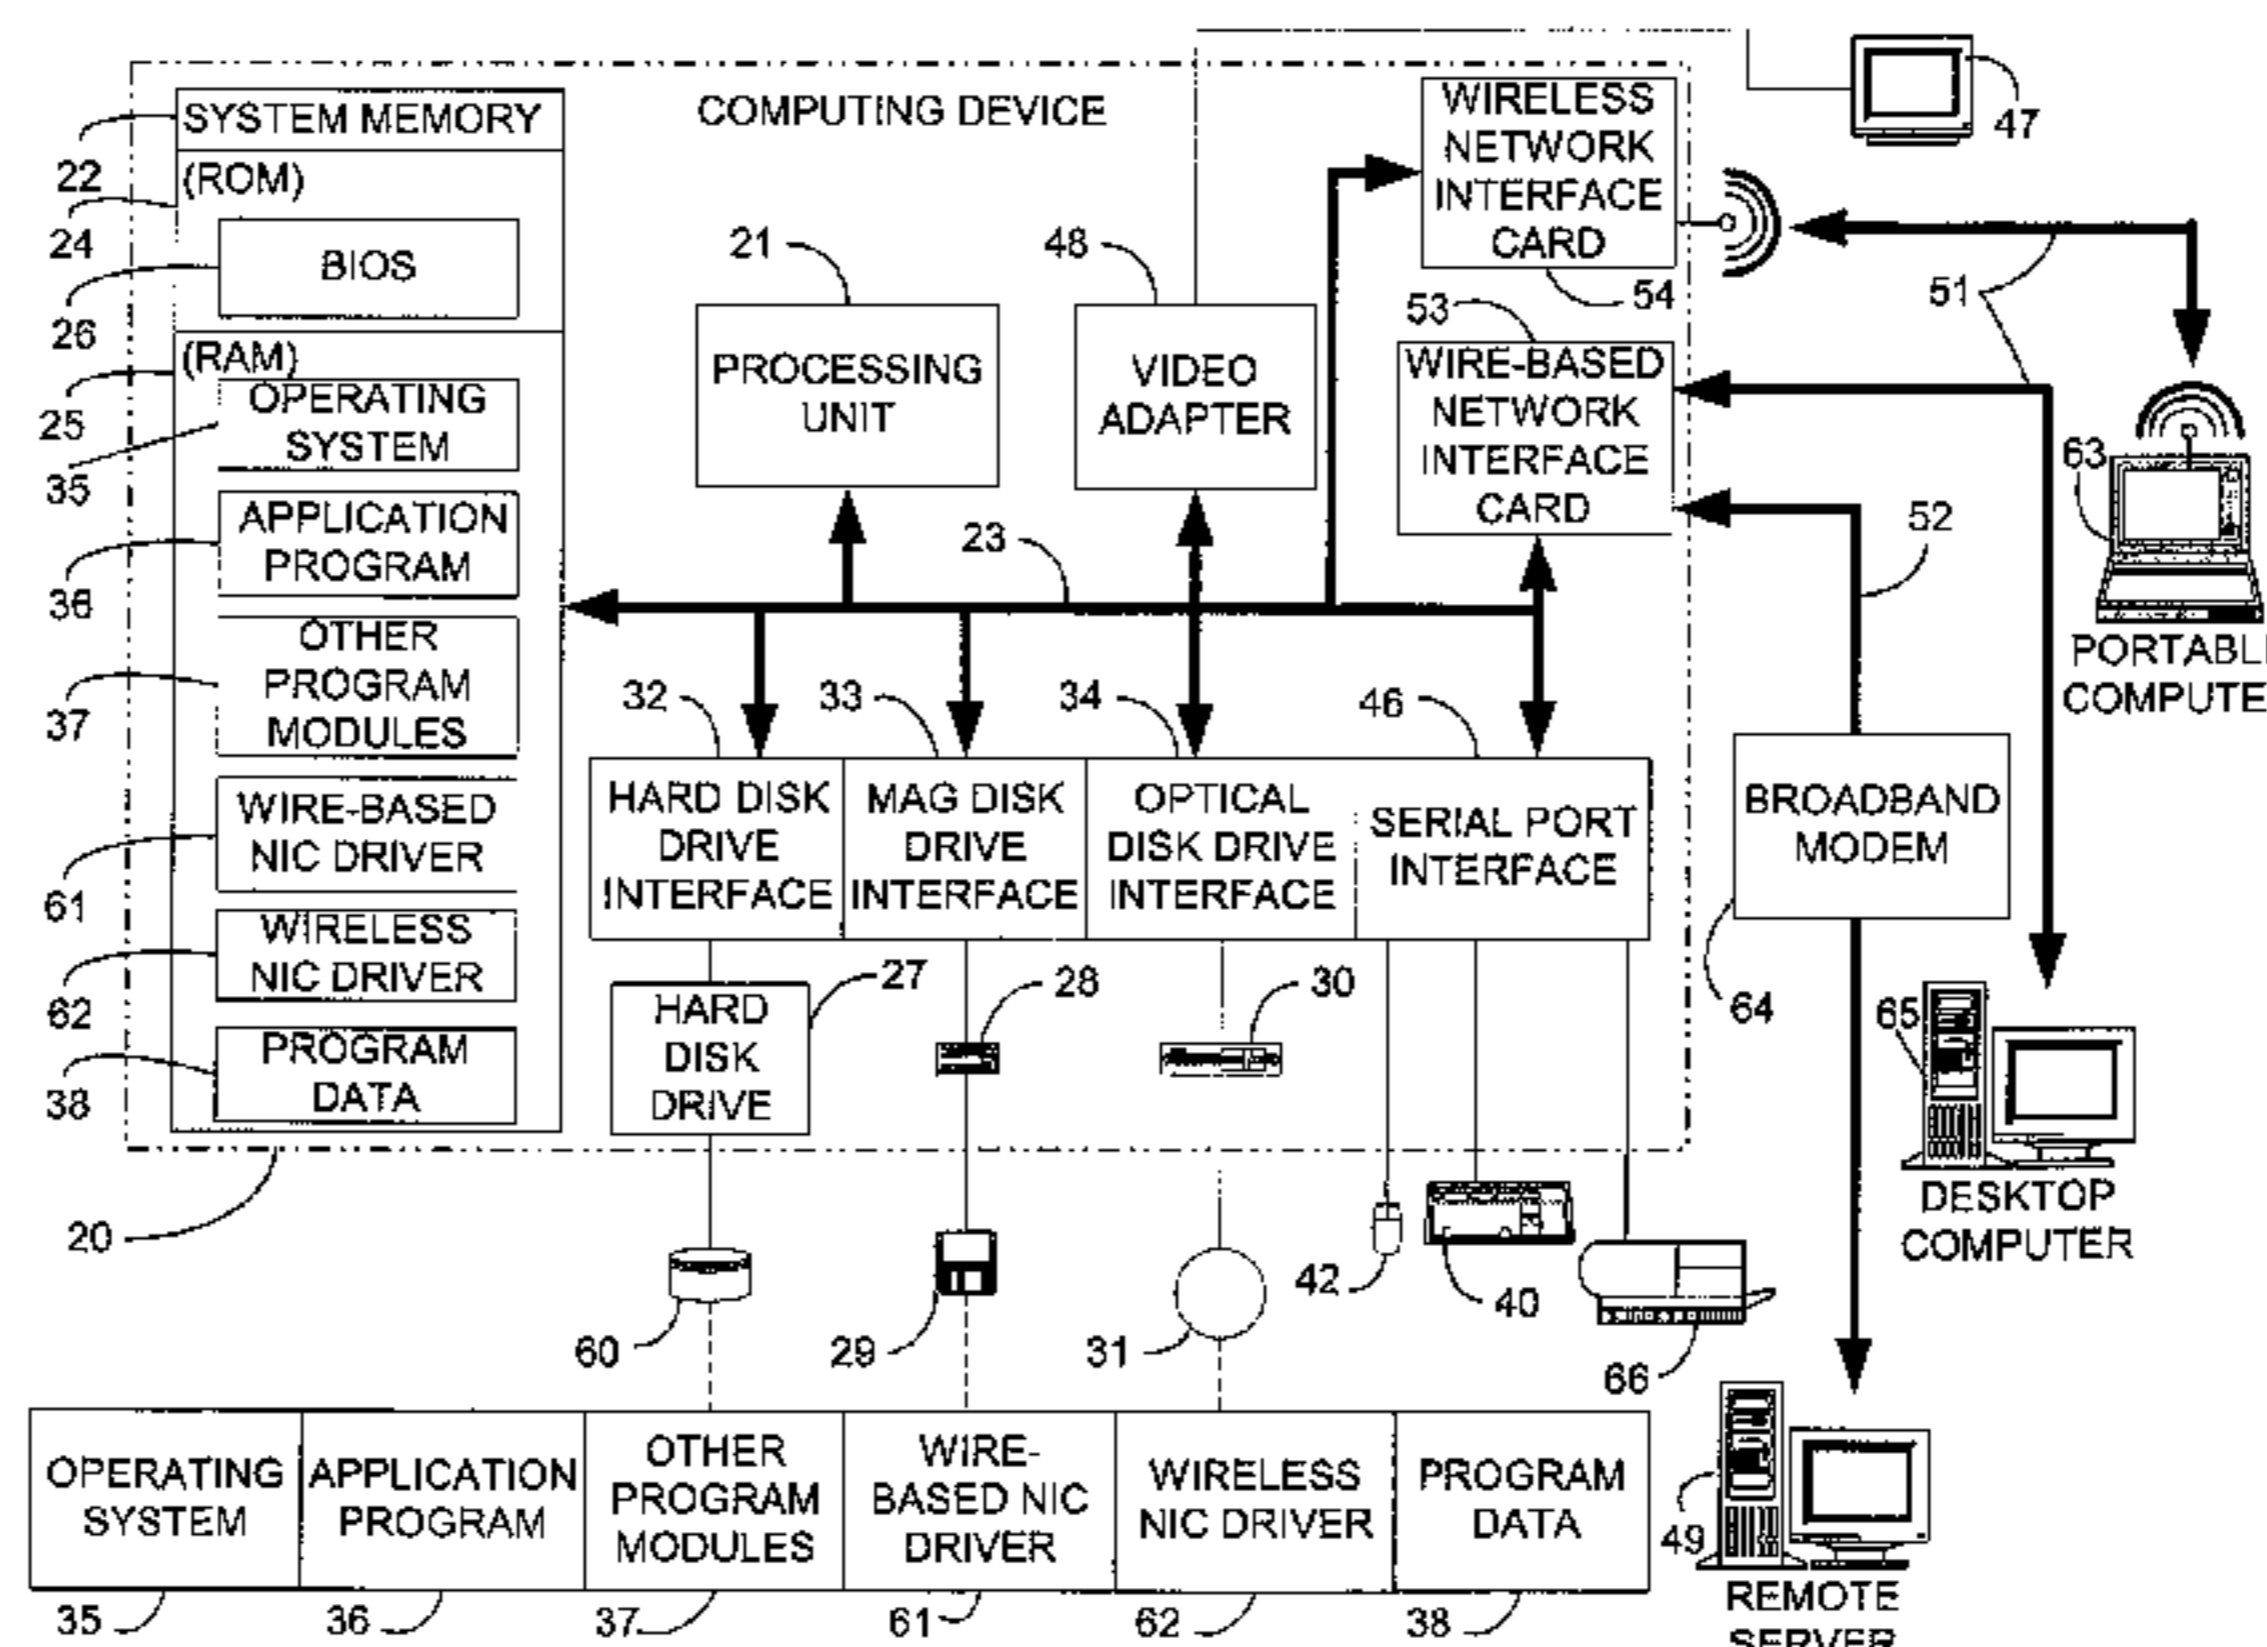 SYSTEM MEMORY
22
(ROM)
24
BIOS
26
(RAM)
25
OPERATING
SYSTEM
35
APPLICATION
PROGRAM
36
OTHER
PROGRAM
MODULES
37
WIRE-BASED
NIC DRIVER
61
WIRELESS
NIC DRIVER
62
PROGRAM
DATA
38
20
COMPUTING DEVICE
21
PROCESSING
UNIT
48
VIDEO
ADAPTER
23
WIRELESS
NETWORK
INTERFACE
CARD
54
53
WIRE-BASED
NETWORK
INTERFACE
CARD
47
51
52
63
PORTABL
COMPUTE
32
HARD DISK
DRIVE
INTERFACE
33
MAG DISK
DRIVE
INTERFACE
34
OPTICAL
DISK DRIVE
INTERFACE
46
SERIAL PORT
INTERFACE
BROADBAND
MODEM
64
27
HARD
DISK
DRIVE
28
30
65
DESKTOP
COMPUTER
60
29
31
42
40
66
OPERATING
SYSTEM
35
APPLICATION
PROGRAM
36
OTHER
PROGRAM
MODULES
37
WIRE-
BASED NIC
DRIVER
61
WIRELESS
NIC DRIVER
62
PROGRAM
DATA
38
49
REMOTE
SERVER